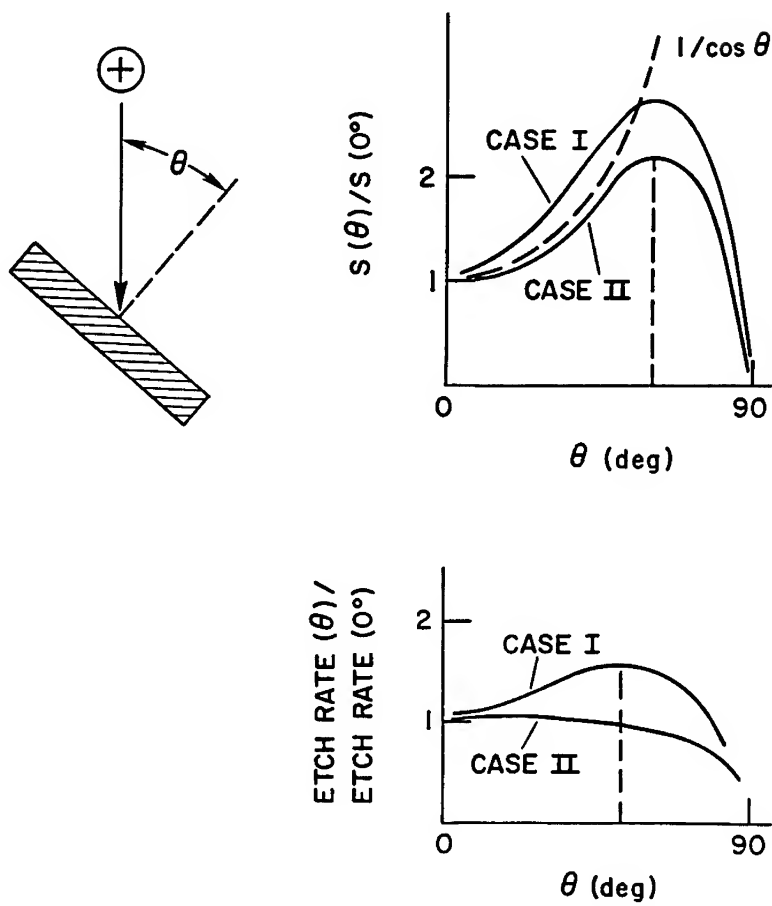 +
θ
S(θ)/S(0°)
2
1
0
90
θ (deg)
1/cos θ
CASE I
CASE II
ETCH RATE (θ)/
ETCH RATE (0°)
2
1
0
90
θ (deg)
CASE I
CASE II